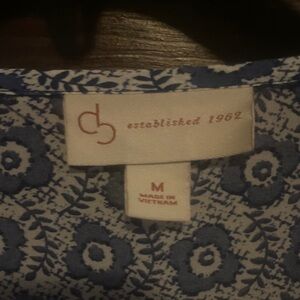 cb established 1962
M
MADE IN
VIETNAM